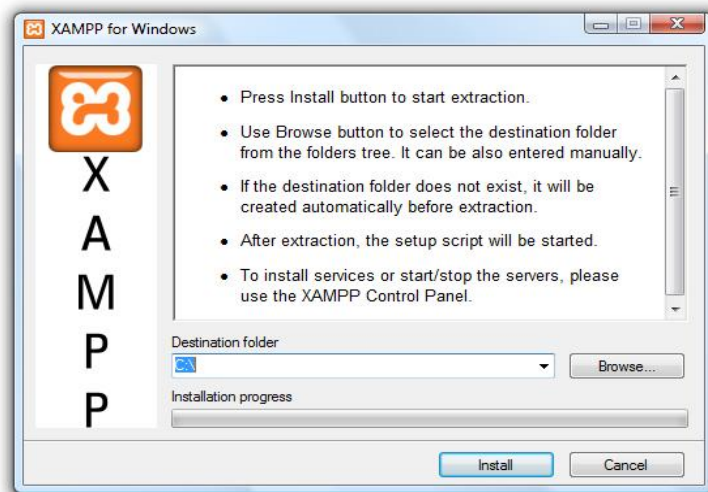 XAMPP for Windows
X
A
M
P
P
• Press Install button to start extraction.
• Use Browse button to select the destination folder
from the folders tree. It can be also entered manually.
• If the destination folder does not exist, it will be
created automatically before extraction.
• After extraction, the setup script will be started.
• To install services or start/stop the servers, please
use the XAMPP Control Panel.
Destination folder
C:\
Browse...
Installation progress
Install
Cancel